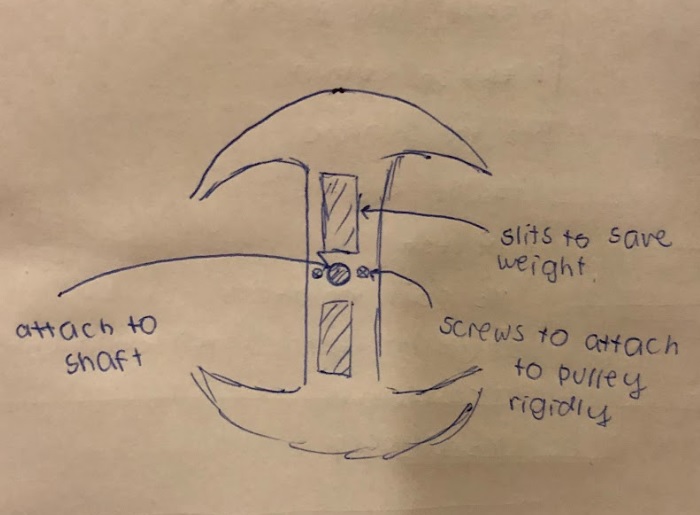 slits to save
weight.
attach to
shaft
screws to attach
to pulley
rigidly